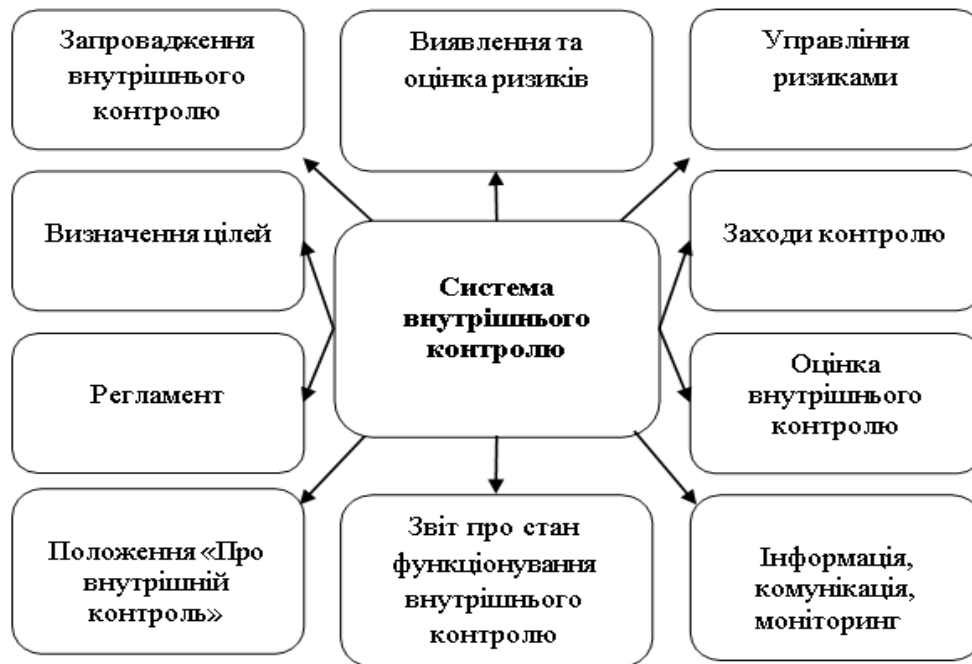 Запровадження
внутрішнього
контролю
Виявлення та
оцінка ризиків
Управління
ризиками
Визначення цілей
Система
внутрішнього
контролю
Заходи контролю
Регламент
Оцінка
внутрішнього
контролю
Положення «Про
внутрішній
контроль»
Звіт про стан
функціонування
внутрішнього
контролю
Інформація,
комунікація,
моніторинг